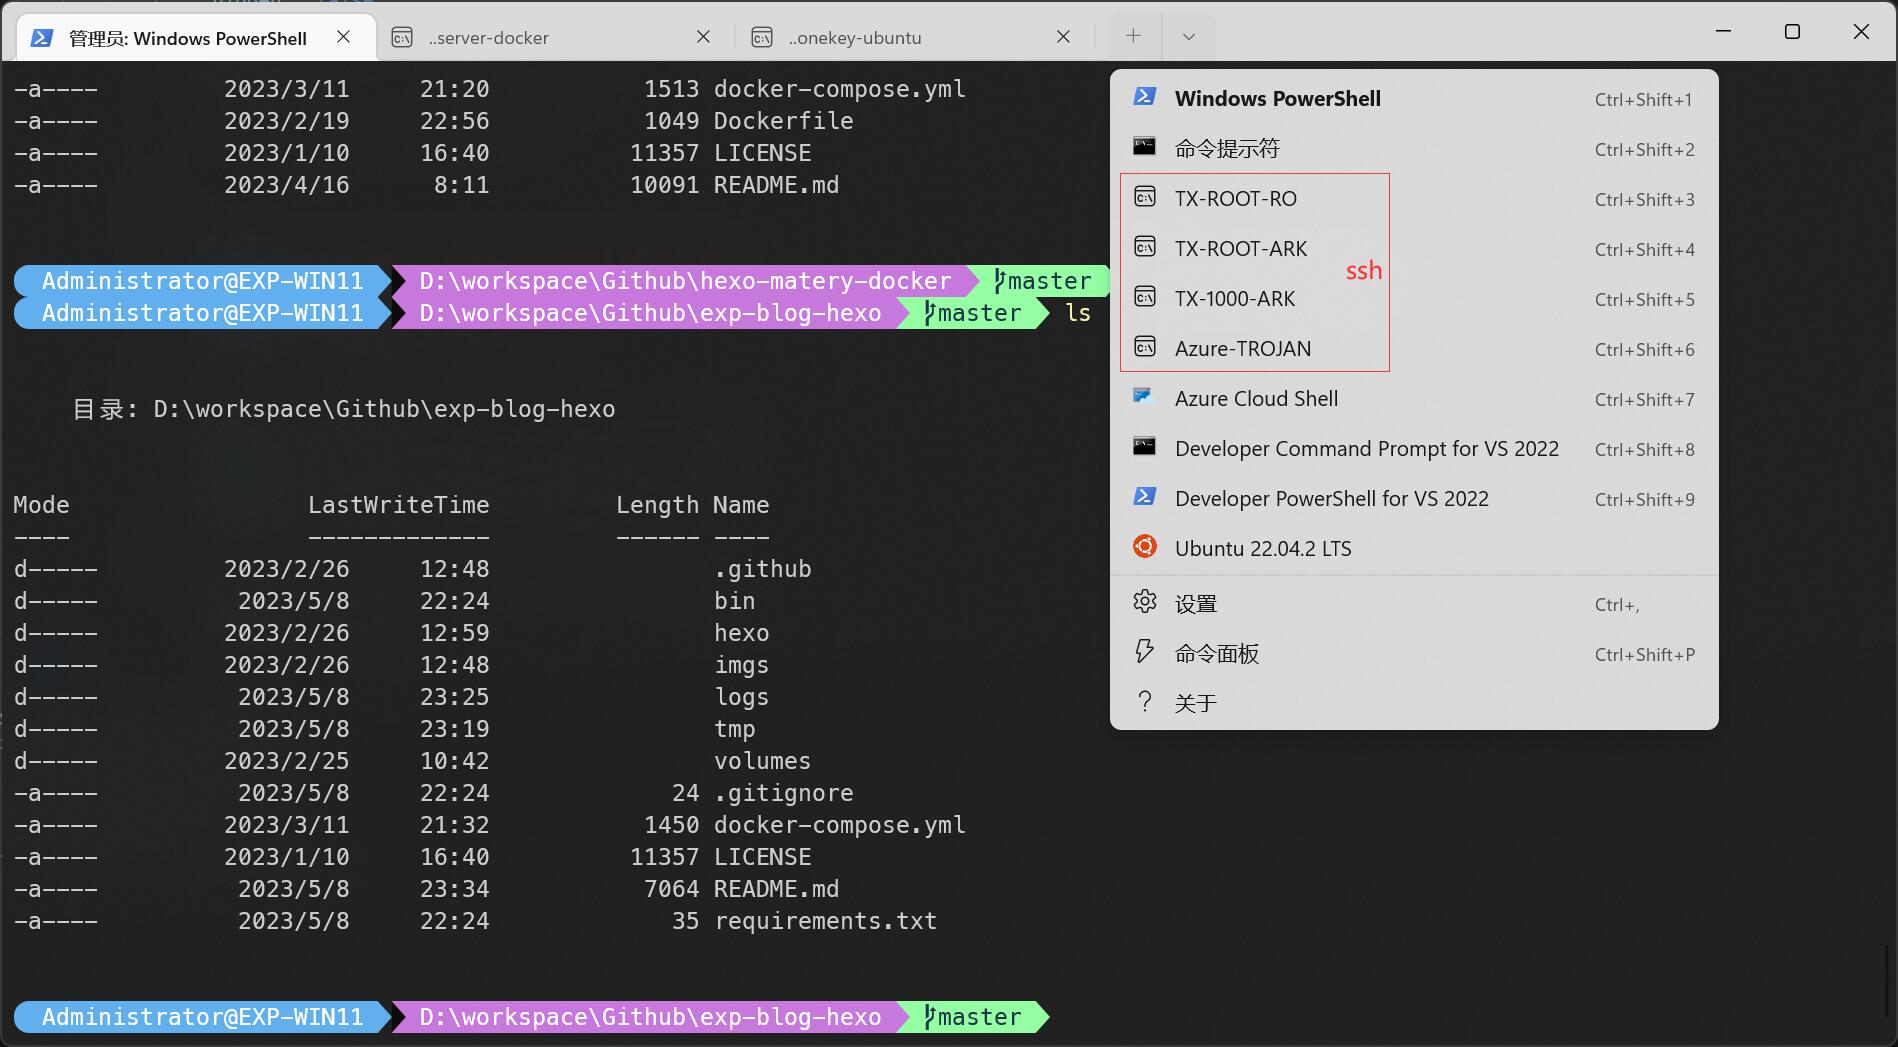 管理员: Windows PowerShell
..server-docker
..onekey-ubuntu
-a---- 2023/3/11 21:20 1513 docker-compose.yml
-a---- 2023/2/19 22:56 1049 Dockerfile
-a---- 2023/1/10 16:40 11357 LICENSE
-a---- 2023/4/16 8:11 10091 README.md
Administrator@EXP-WIN11 D:\workspace\Github\hexo-matery-docker master
Administrator@EXP-WIN11 D:\workspace\Github\exp-blog-hexo master ls
目录: D:\workspace\Github\exp-blog-hexo
Mode LastWriteTime Length Name
---- ------------- ------ ----
d----- 2023/2/26 12:48 .github
d----- 2023/5/8 22:24 bin
d----- 2023/2/26 12:59 hexo
d----- 2023/2/26 12:48 imgs
d----- 2023/5/8 23:25 logs
d----- 2023/5/8 23:19 tmp
d----- 2023/2/25 10:42 volumes
-a---- 2023/5/8 22:24 24 .gitignore
-a---- 2023/3/11 21:32 1450 docker-compose.yml
-a---- 2023/1/10 16:40 11357 LICENSE
-a---- 2023/5/8 23:34 7064 README.md
-a---- 2023/5/8 22:24 35 requirements.txt
Administrator@EXP-WIN11 D:\workspace\Github\exp-blog-hexo master
Windows PowerShell Ctrl+Shift+1
命令提示符 Ctrl+Shift+2
TX-ROOT-RO Ctrl+Shift+3
TX-ROOT-ARK Ctrl+Shift+4
ssh
TX-1000-ARK Ctrl+Shift+5
Azure-TROJAN Ctrl+Shift+6
Azure Cloud Shell Ctrl+Shift+7
Developer Command Prompt for VS 2022 Ctrl+Shift+8
Developer PowerShell for VS 2022 Ctrl+Shift+9
Ubuntu 22.04.2 LTS
设置 Ctrl+,
命令面板 Ctrl+Shift+P
关于